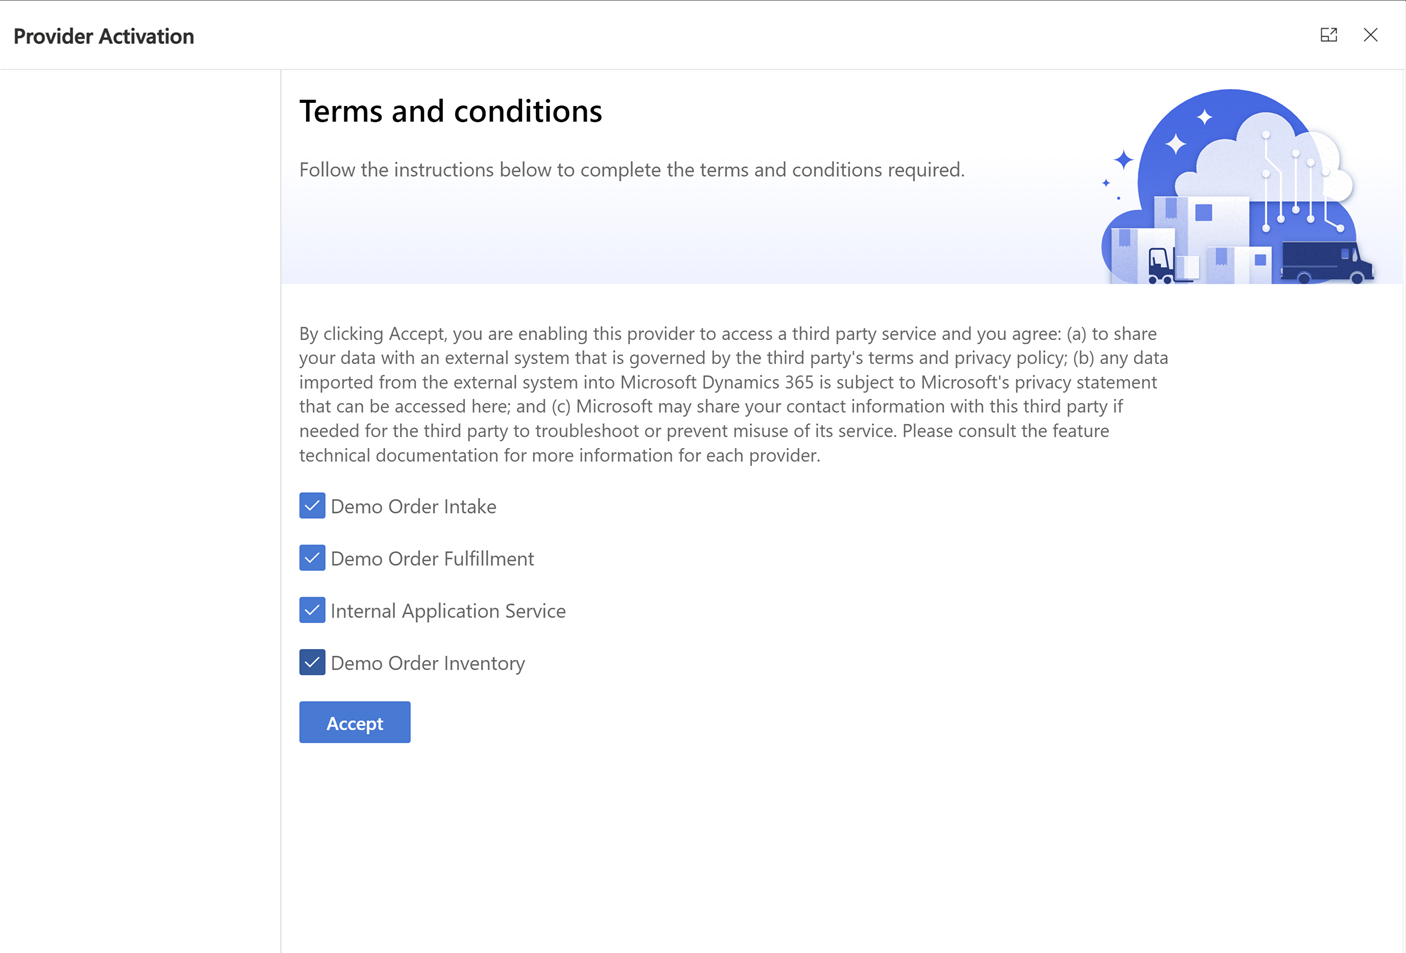 Provider Activation
Terms and conditions
Follow the instructions below to complete the terms and conditions required.
By clicking Accept, you are enabling this provider to access a third party service and you agree: (a) to share
your data with an external system that is governed by the third party's terms and privacy policy; (b) any data
imported from the external system into Microsoft Dynamics 365 is subject to Microsoft's privacy statement
that can be accessed here; and (c) Microsoft may share your contact information with this third party if
needed for the third party to troubleshoot or prevent misuse of its service. Please consult the feature
technical documentation for more information for each provider.
Demo Order Intake
Demo Order Fulfillment
Internal Application Service
Demo Order Inventory
Accept